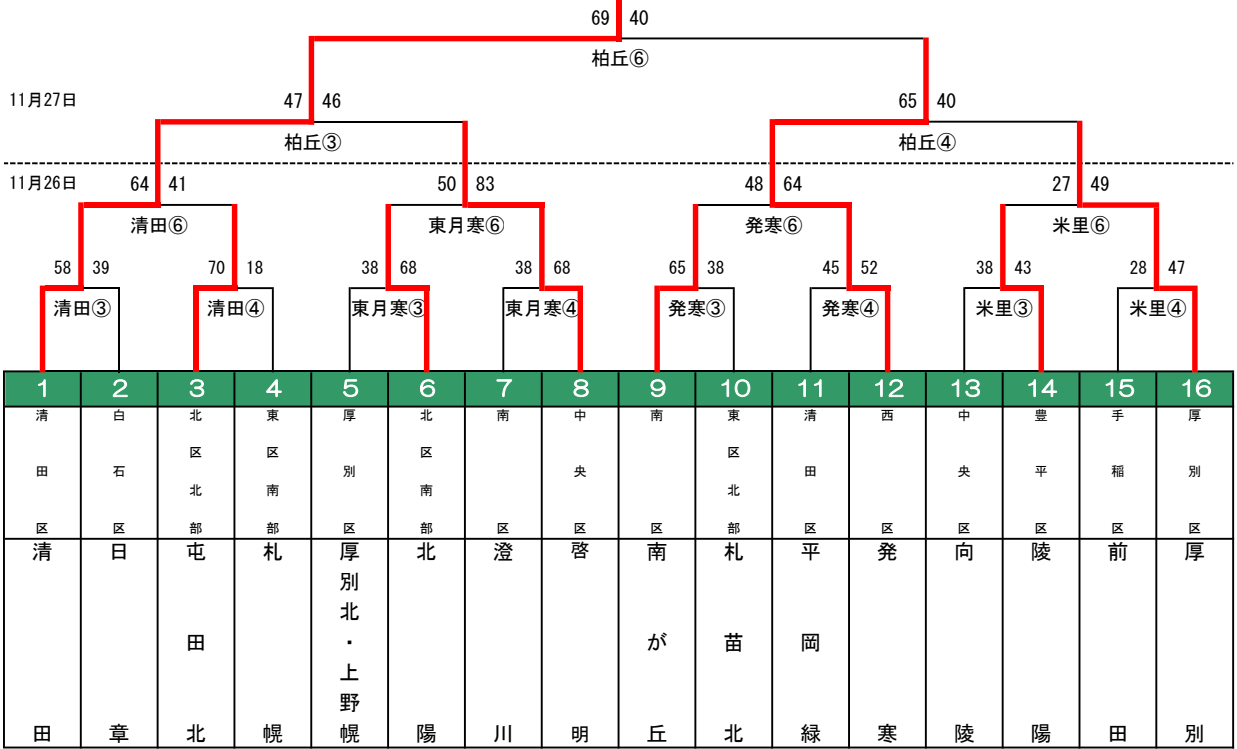 69 40
柏丘⑥
11月27日
47 46
65 40
柏丘③
柏丘④
11月26日
64 41
50 83
48 64
27 49
清田⑥
東月寒⑥
発寒⑥
米里⑥
58 39
70 18
38 68
38 68
65 38
45 52
38 43
28 47
清田③
清田④
東月寒③
東月寒④
発寒③
発寒④
米里③
米里④
1 2 3 4 5 6 7 8 9 10 11 12 13 14 15 16
清田区
白石区
北区北部
東区南部
厚別区
北区南部
南区
中央区
南区
東区北部
清田区
西区
中央区
豊平区
手稲区
厚別区
清田
日章
屯田北
札幌
厚別北・上野幌
北陽
澄川
啓明
南が丘
札苗北
平岡緑
発寒
向陵
陵陽
前田
厚別